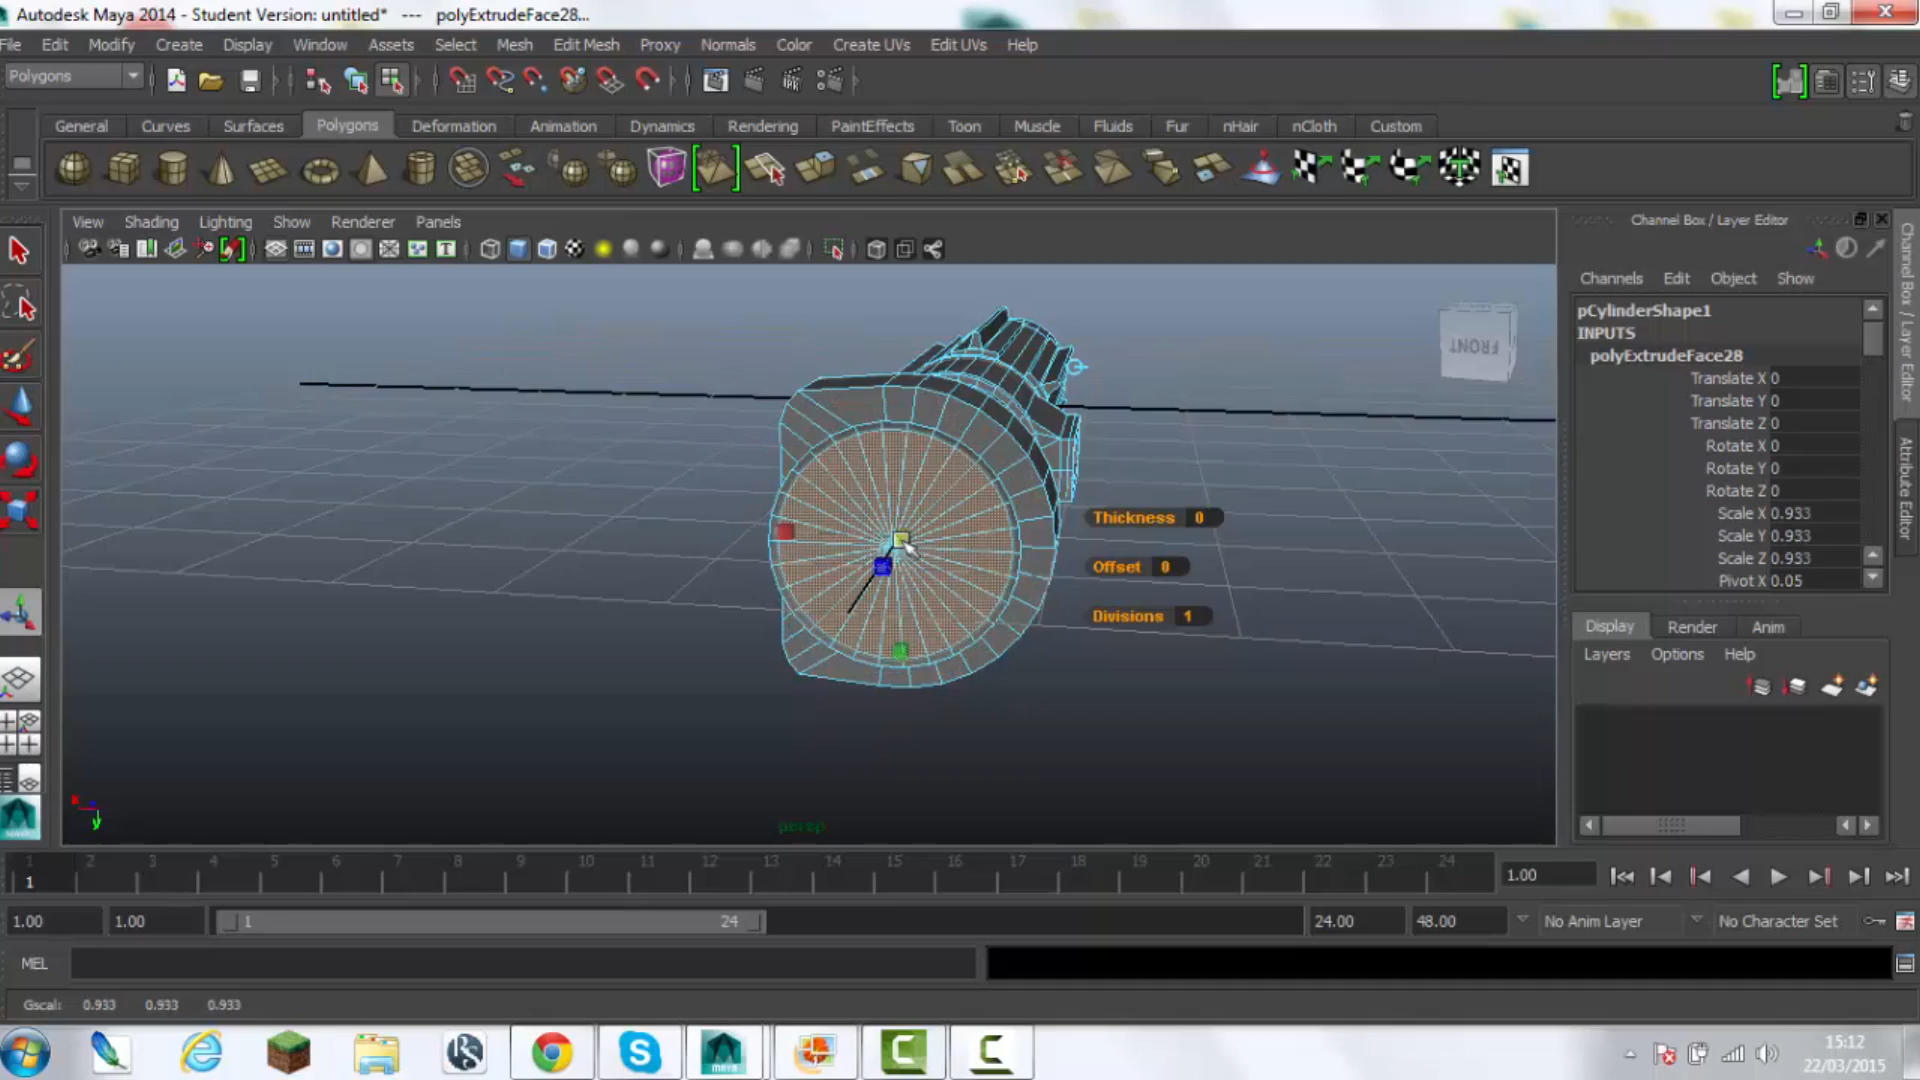 Autodesk Maya 2014 - Student Version: untitled*   ---   polyExtrudeFace28...
File Edit Modify Create Display Window Assets Select Mesh Edit Mesh Proxy Normals Color Create UVs Edit UVs Help
Polygons
General Curves Surfaces Polygons Deformation Animation Dynamics Rendering PaintEffects Toon Muscle Fluids Fur nHair nCloth Custom
View Shading Lighting Show Renderer Panels
Channel Box / Layer Editor
Channels Edit Object Show
pCylinderShape1
INPUTS
polyExtrudeFace28
Translate X 0
Translate Y 0
Translate Z 0
Rotate X 0
Rotate Y 0
Rotate Z 0
Scale X 0.933
Scale Y 0.933
Scale Z 0.933
Pivot X 0.05
Channel Box / Layer Editor
Attribute Editor
FRONT
Thickness 0
Offset 0
Divisions 1
persp
x
y
Display Render Anim
Layers Options Help
1 2 3 4 5 6 7 8 9 10 11 12 13 14 15 16 17 18 19 20 21 22 23 24
1
1.00
1.00 1.00 1 24 24.00 48.00 No Anim Layer No Character Set
MEL
Gscal: 0.933 0.933 0.933
15:12
22/03/2015